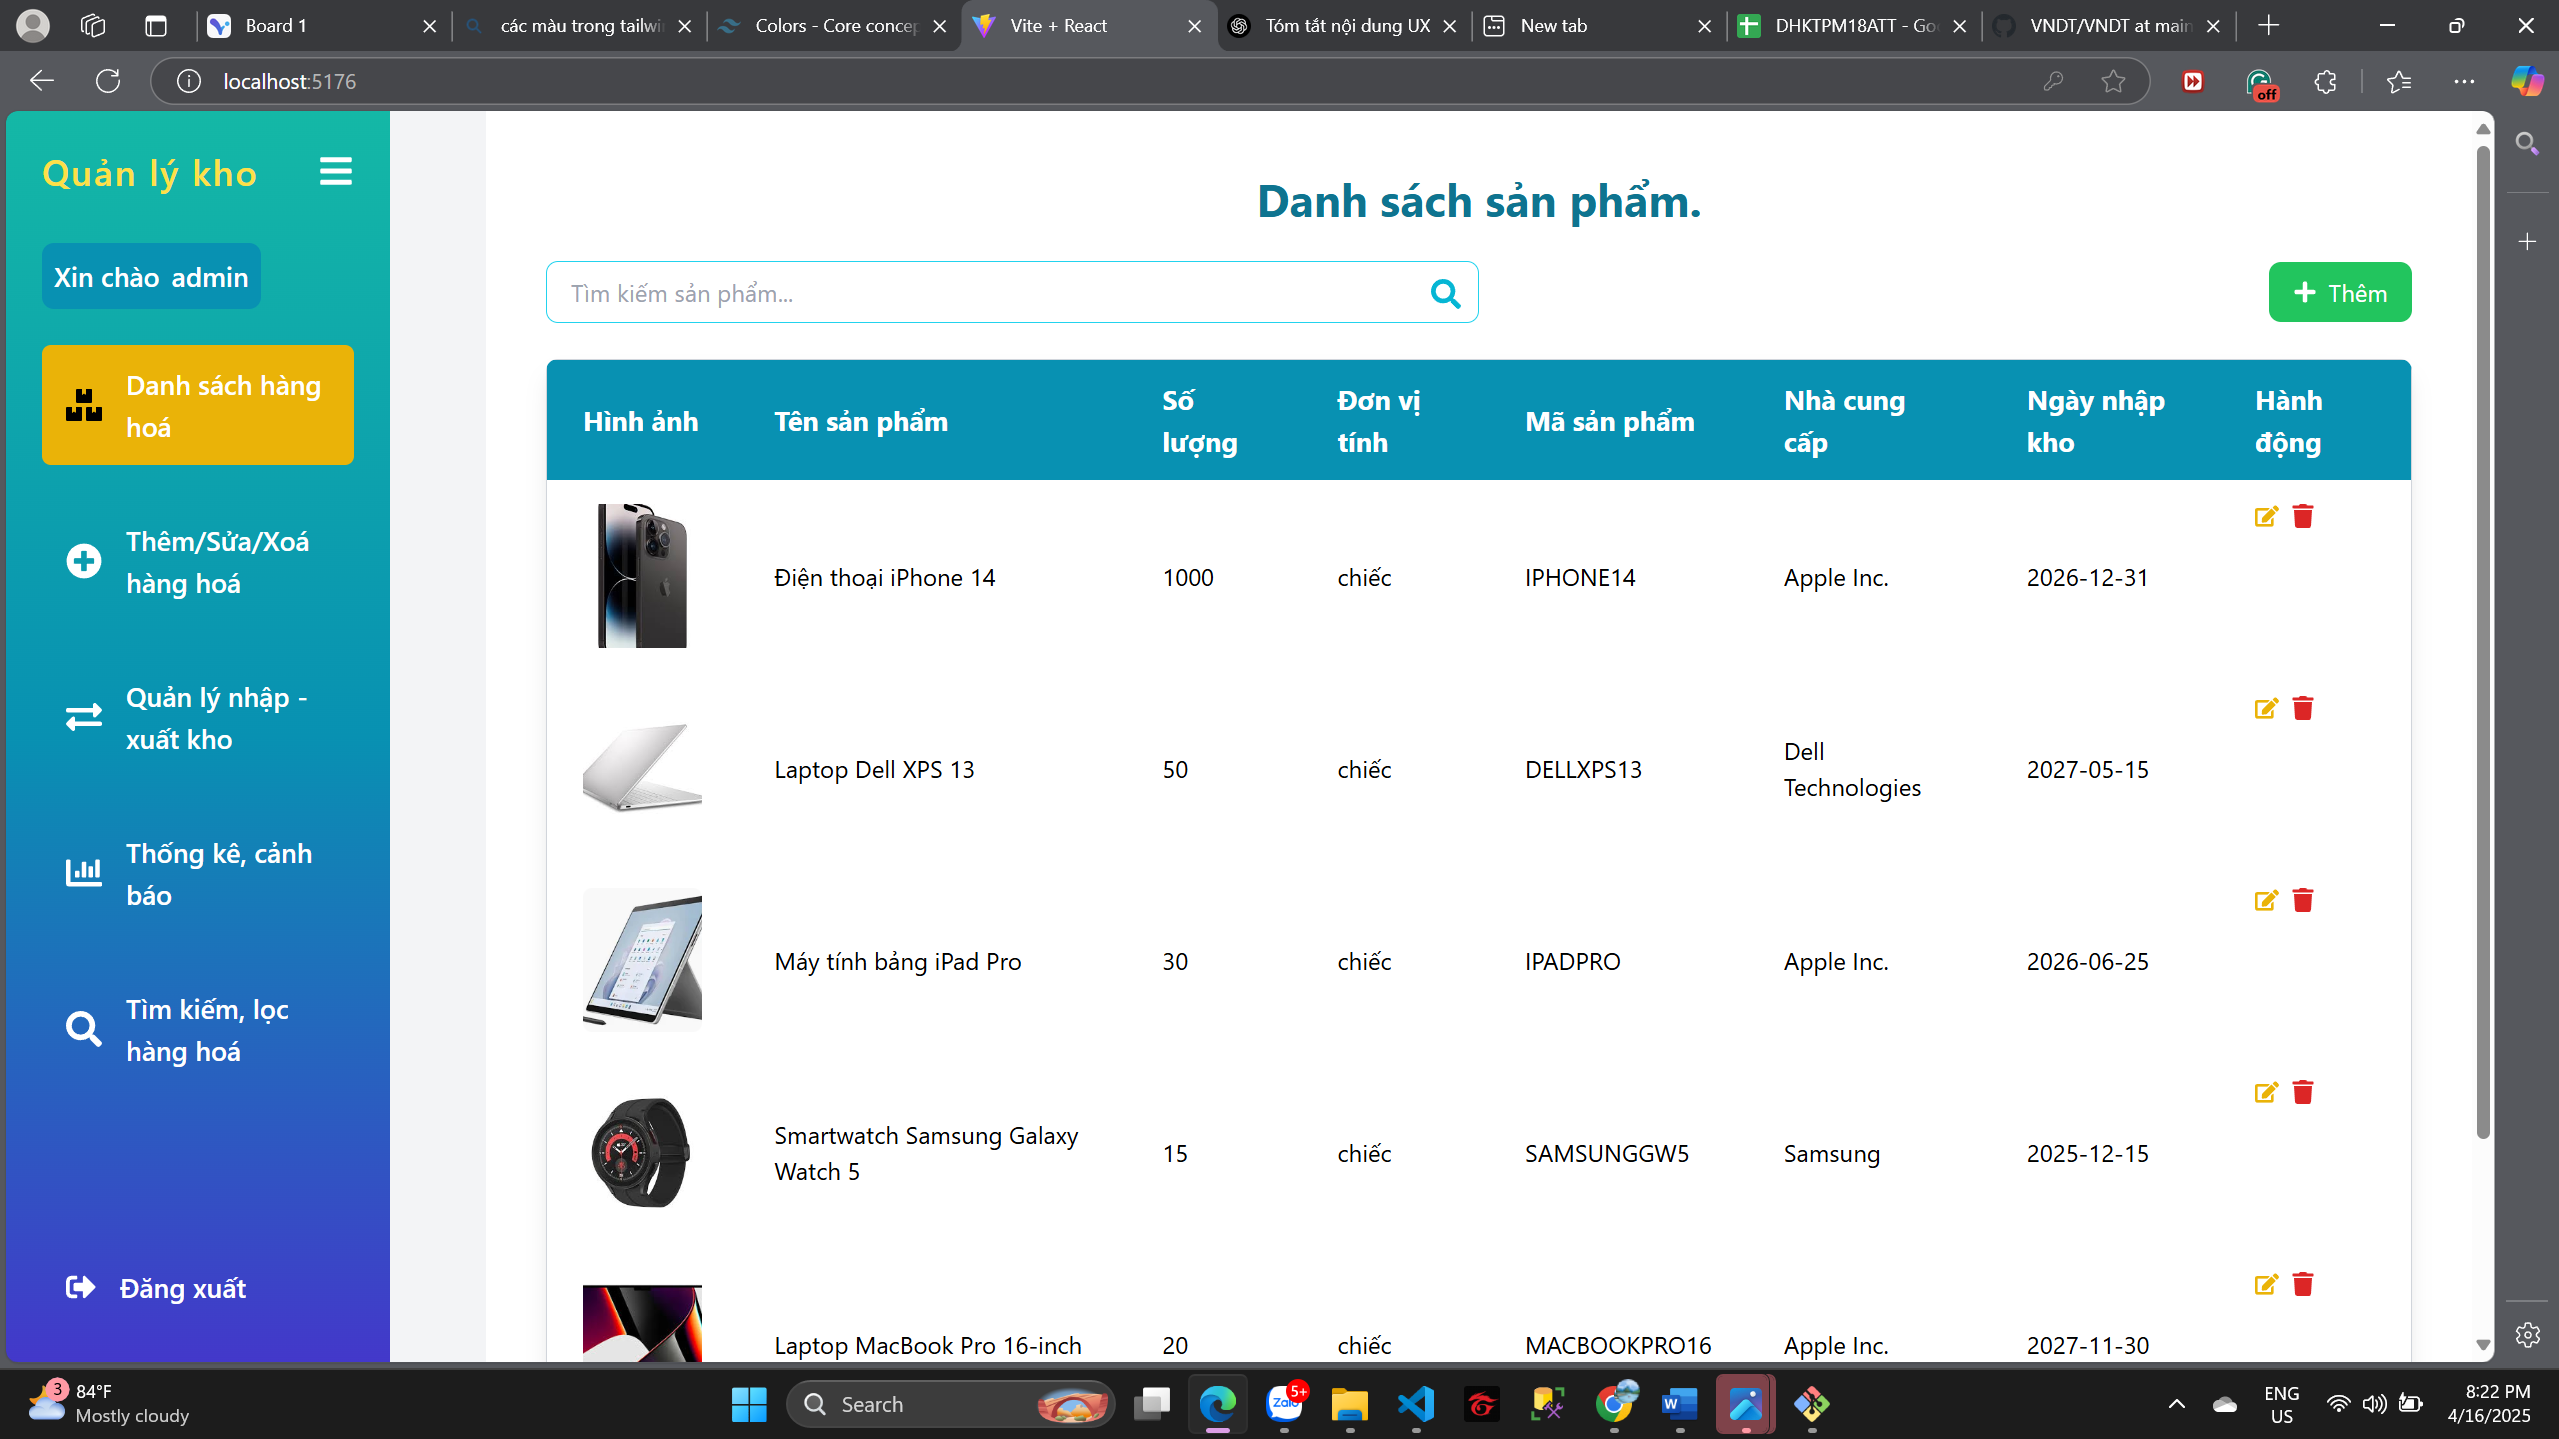 Board 1
các màu trong tailwi
Colors - Core concep
Vite + React
Tóm tắt nội dung UX
New tab
DHKTPM18ATT - Goo
VNDT/VNDT at main
localhost:5176
off
Quản lý kho
Xin chào admin
Danh sách hàng
hoá
Thêm/Sửa/Xoá
hàng hoá
Quản lý nhập -
xuất kho
Thống kê, cảnh
báo
Tìm kiếm, lọc
hàng hoá
Đăng xuất
Danh sách sản phẩm.
Tìm kiếm sản phẩm...
Thêm
Hình ảnh Tên sản phẩm Số lượng Đơn vị tính Mã sản phẩm Nhà cung cấp Ngày nhập kho Hành động
Điện thoại iPhone 14 1000 chiếc IPHONE14 Apple Inc. 2026-12-31
Laptop Dell XPS 13 50 chiếc DELLXPS13 Dell Technologies 2027-05-15
Máy tính bảng iPad Pro 30 chiếc IPADPRO Apple Inc. 2026-06-25
Smartwatch Samsung Galaxy Watch 5 15 chiếc SAMSUNGGW5 Samsung 2025-12-15
Laptop MacBook Pro 16-inch 20 chiếc MACBOOKPRO16 Apple Inc. 2027-11-30
3
84°F
Mostly cloudy
Search
Zalo
5+
W
ENG
US
8:22 PM
4/16/2025